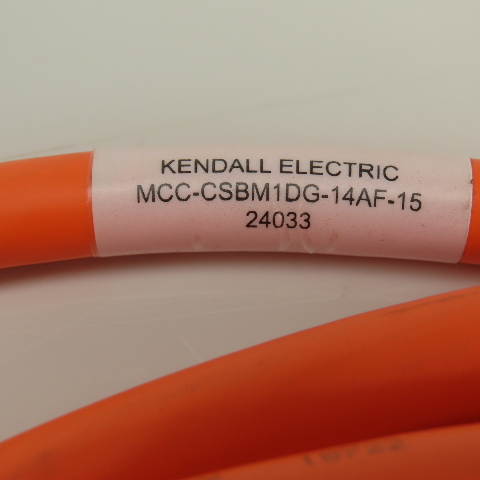 KENDALL ELECTRIC
MCC-CSBM1DG-14AF-15
24033